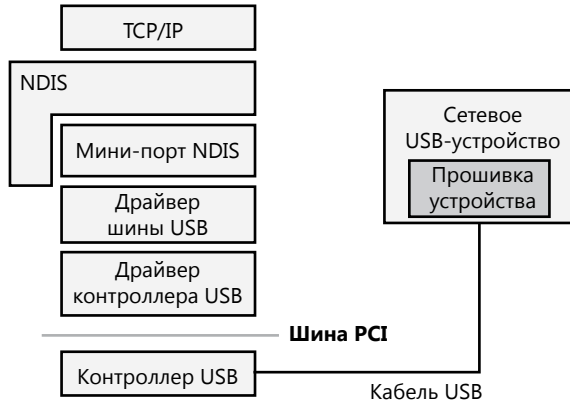 TCP/IP
NDIS
Мини-порт NDIS
Драйвер
шины USB
Драйвер
контроллера USB
Шина PCI
Контроллер USB
Кабель USB
Сетевое
USB-устройство
Прошивка
устройства